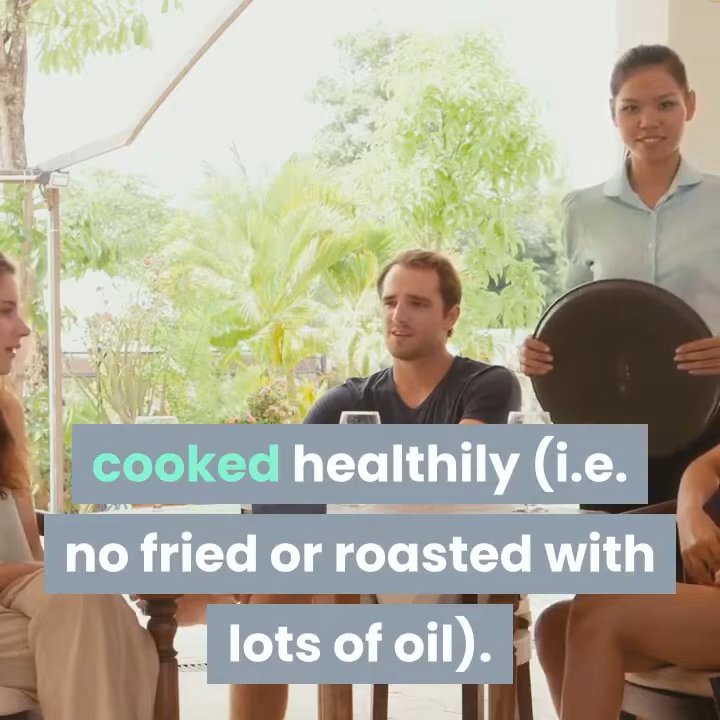 cooked healthily (i.e.
no fried or roasted with
lots of oil).